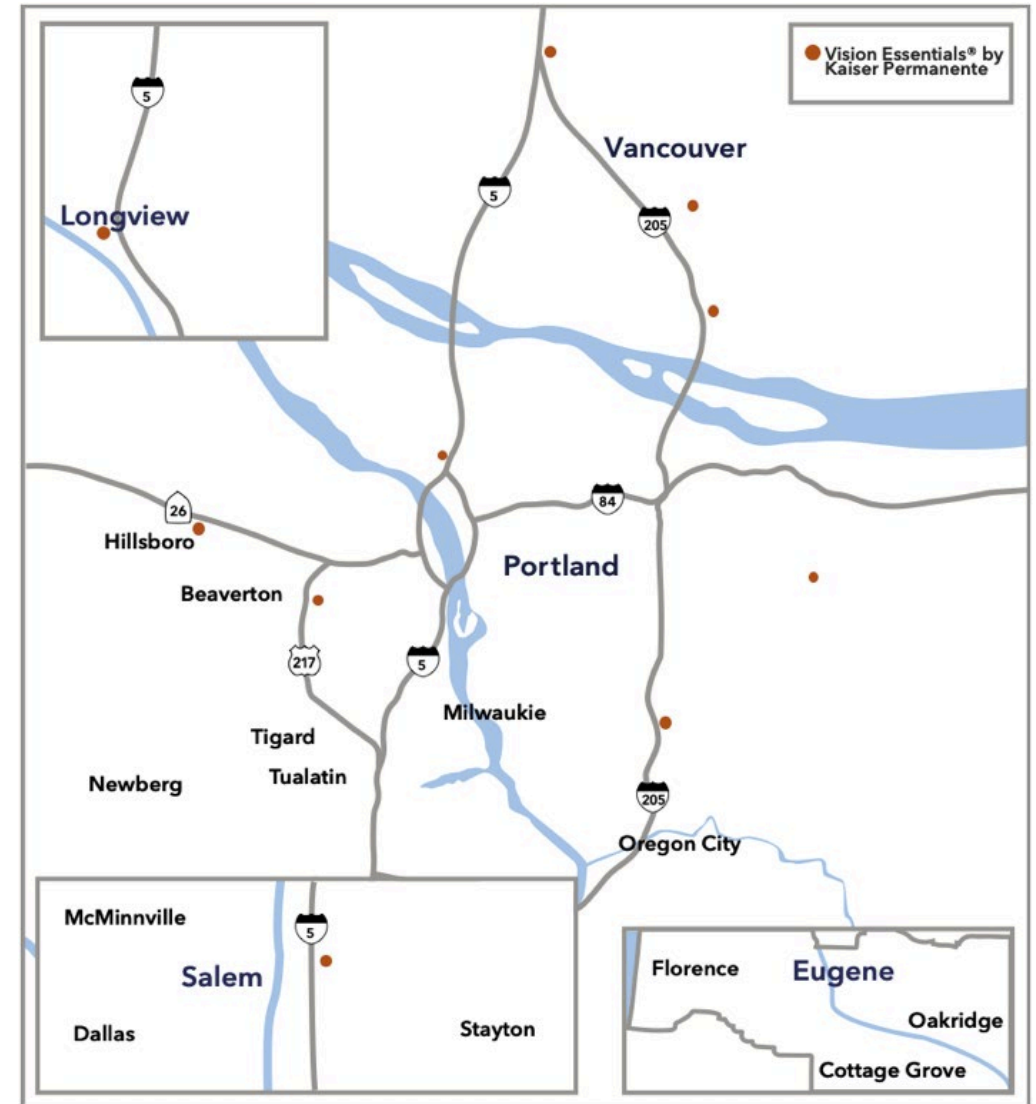 Vision Essentials® by
Kaiser Permanente
5
Longview
Vancouver
5
205
84
26
Hillsboro
Portland
Beaverton
217
5
Milwaukie
Tigard
Tualatin
Newberg
205
Oregon City
McMinnville
5
Salem
Dallas
Stayton
Florence
Eugene
Oakridge
Cottage Grove